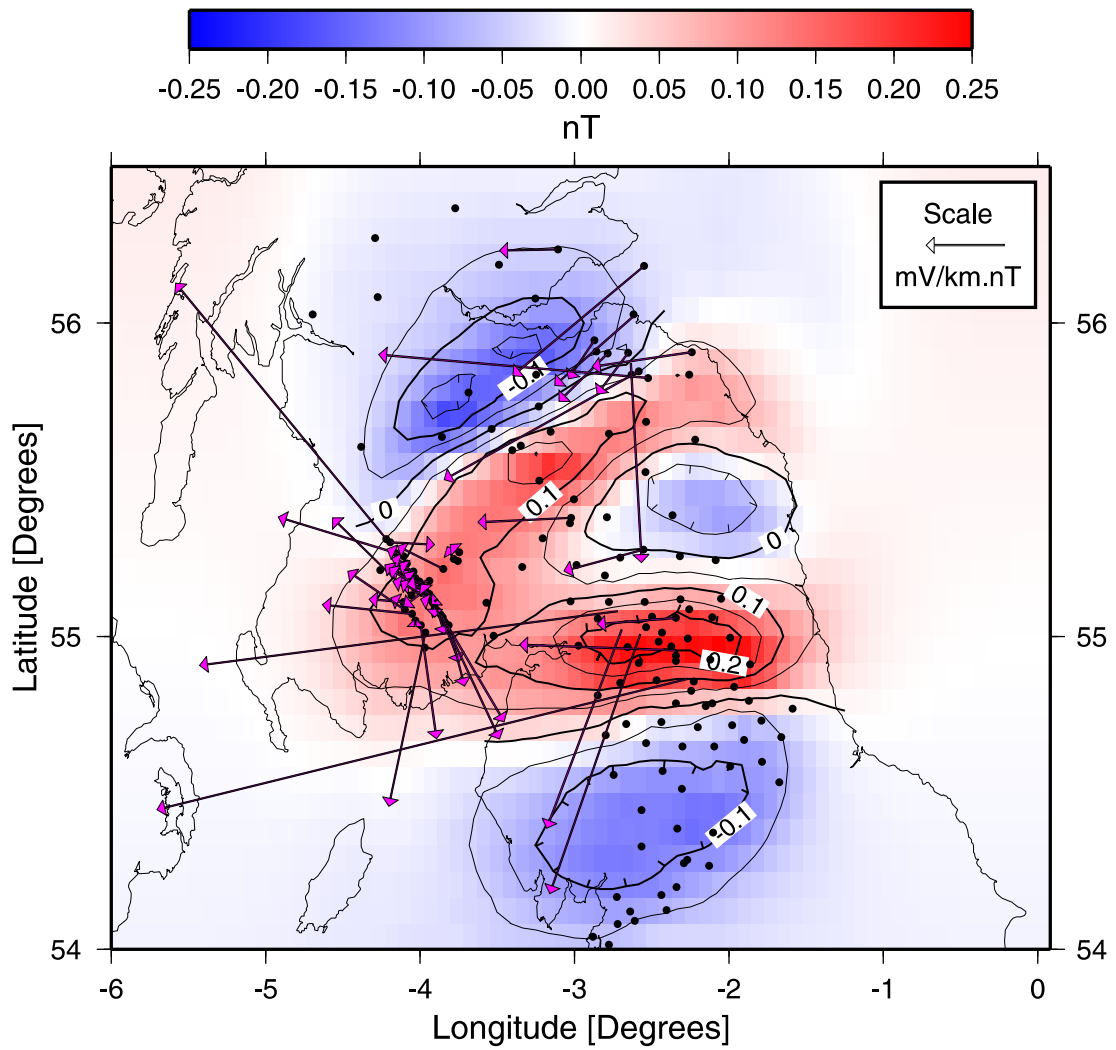 -0.25 -0.20 -0.15 -0.10 -0.05 0.00 0.05 0.10 0.15 0.20 0.25
nT
Scale
mV/km.nT
56 56
-0.1
0.1
0
0
0.1
55 55
0.2
-0.1
54 54
-6 -5 -4 -3 -2 -1 0
Longitude [Degrees]
Latitude [Degrees]